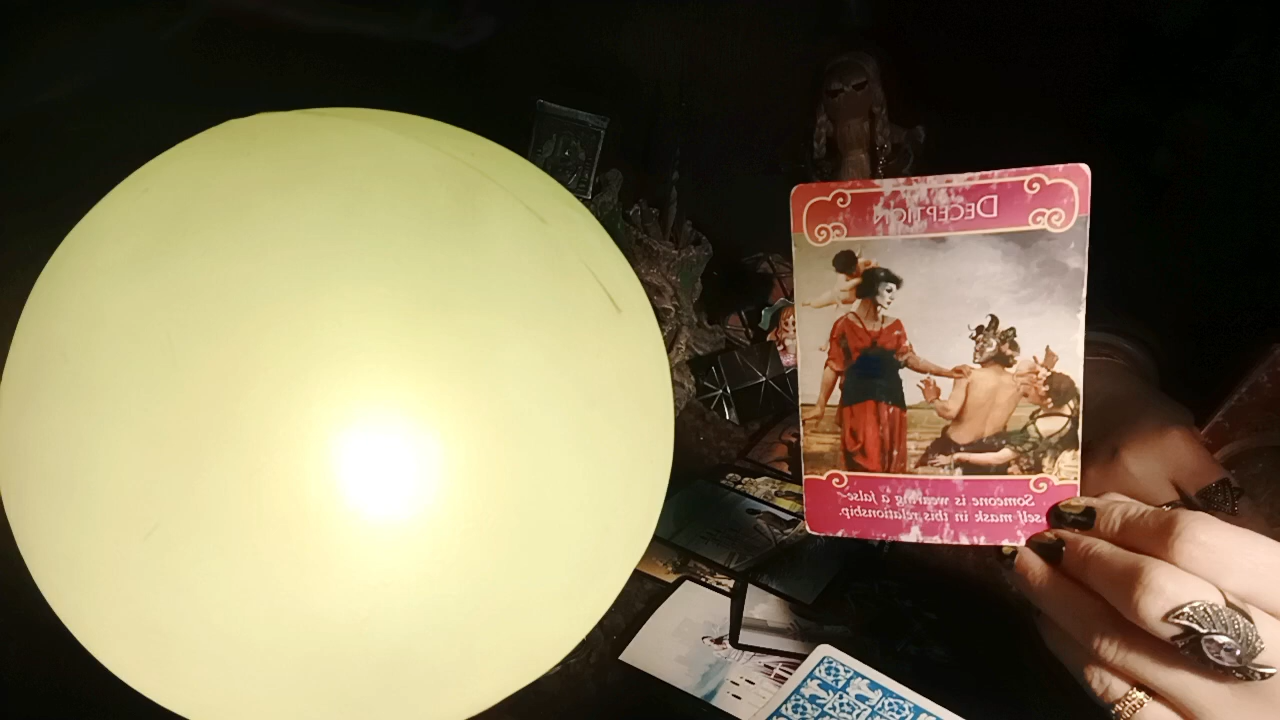 DECEPTION
Someone is wearing a false-
self mask in this relationship.